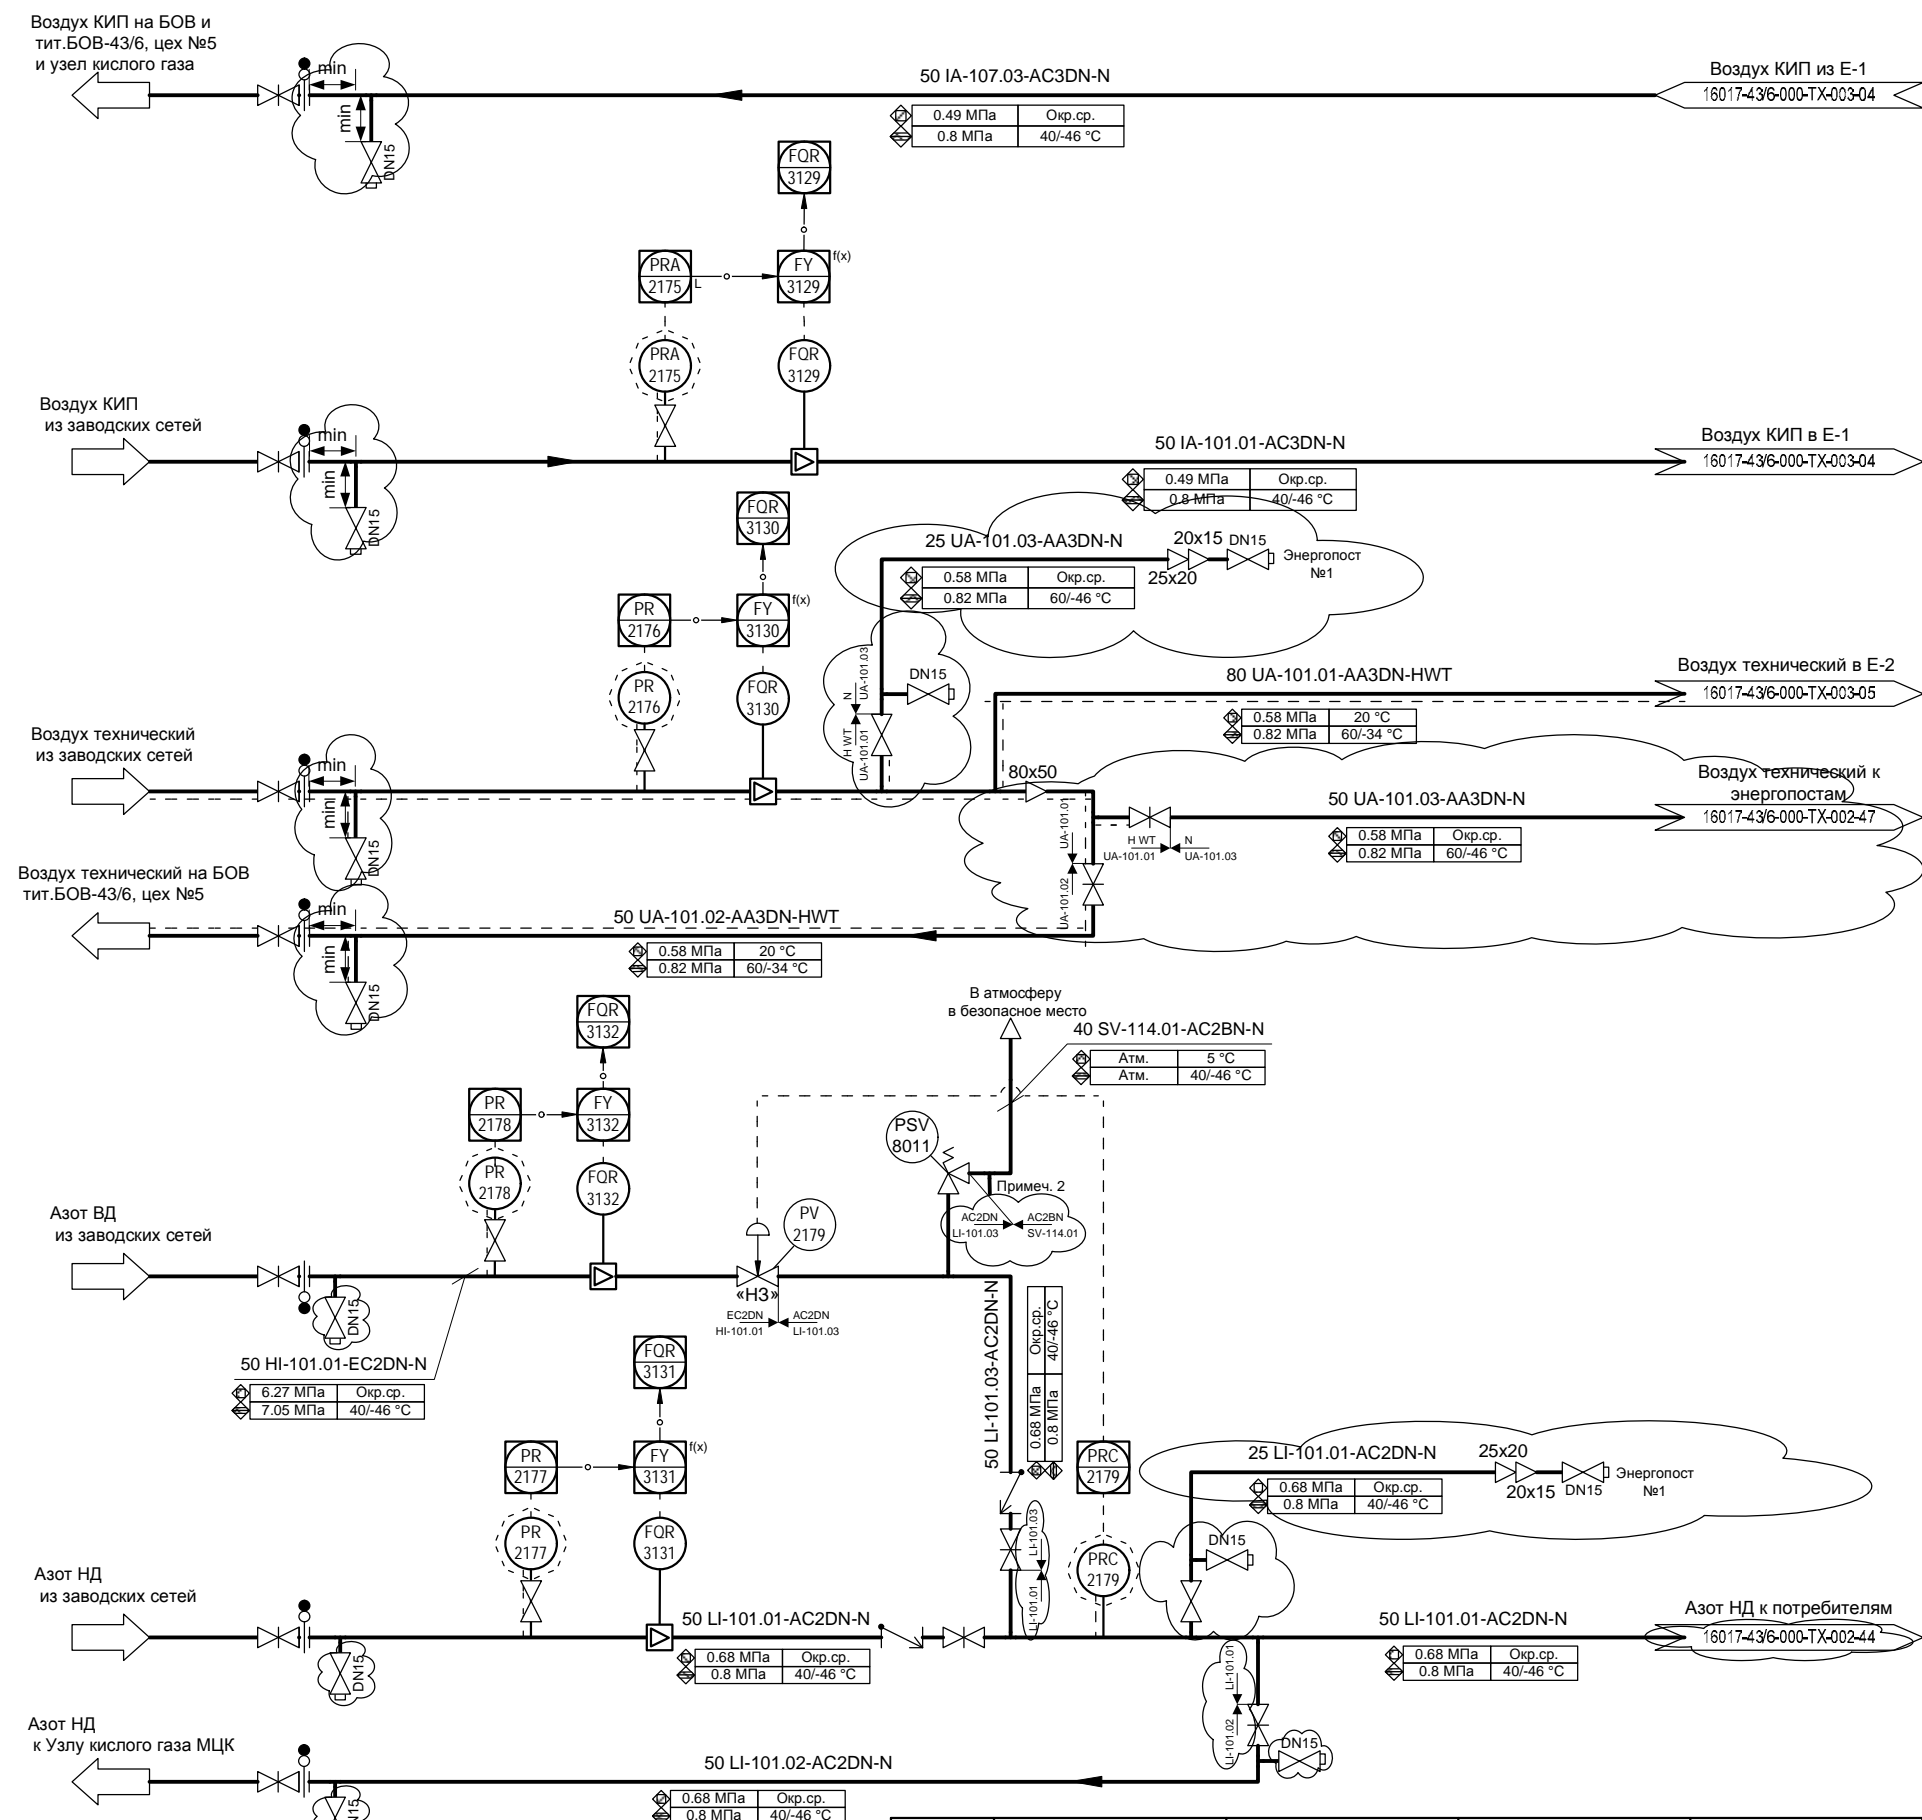 Воздух КИП на БОВ и
тит.БОВ-43/6, цех №5
и узел кислого газа
min
min
DN15
50 IA-107.03-AC3DN-N
0.49 МПа
Окр.ср.
0.8 МПа
40/-46 °C
Воздух КИП из Е-1
16017-43/6-000-ТХ-003-04
FQR
3129
PRA
2175
L
FY
3129
f(x)
PRA
2175
FQR
3129
Воздух КИП
из заводских сетей
min
min
DN15
50 IA-101.01-AC3DN-N
0.49 МПа
Окр.ср.
0.8 МПа
40/-46 °C
Воздух КИП в Е-1
16017-43/6-000-ТХ-003-04
FQR
3130
25 UA-101.03-AA3DN-N
20x15
DN15
Энергопост
№1
25x20
0.58 МПа
Окр.ср.
0.82 МПа
60/-46 °C
PR
2176
FY
3130
f(x)
PR
2176
FQR
3130
N
UA-101.03
H WT
UA-101.01
DN15
80 UA-101.01-AA3DN-HWT
0.58 МПа
20 °C
0.82 МПа
60/-34 °C
Воздух технический в Е-2
16017-43/6-000-ТХ-003-05
Воздух технический
из заводских сетей
min
min
DN15
80x50
UA-101.01
UA-101.02
H WT
UA-101.01
N
UA-101.03
50 UA-101.03-AA3DN-N
0.58 МПа
Окр.ср.
0.82 МПа
60/-46 °C
Воздух технический к
энергопостам
16017-43/6-000-ТХ-002-47
Воздух технический на БОВ
тит.БОВ-43/6, цех №5
min
min
DN15
50 UA-101.02-AA3DN-HWT
0.58 МПа
20 °C
0.82 МПа
60/-34 °C
В атмосферу
в безопасное место
40 SV-114.01-AC2BN-N
Атм.
5 °C
Атм.
40/-46 °C
FQR
3132
PR
2178
FY
3132
PR
2178
FQR
3132
PSV
8011
Примеч. 2
AC2DN
LI-101.03
AC2BN
SV-114.01
PV
2179
Азот ВД
из заводских сетей
DN15
«НЗ»
EC2DN
HI-101.01
AC2DN
LI-101.03
50 HI-101.01-EC2DN-N
6.27 МПа
Окр.ср.
7.05 МПа
40/-46 °C
50 LI-101.03-AC2DN-N
0.68 МПа
Окр.ср.
0.8 МПа
40/-46 °C
FQR
3131
PR
2177
FY
3131
f(x)
PR
2177
FQR
3131
PRC
2179
PRC
2179
LI-101.03
LI-101.01
25 LI-101.01-AC2DN-N
0.68 МПа
Окр.ср.
0.8 МПа
40/-46 °C
25x20
20x15
DN15
Энергопост
№1
DN15
Азот НД
из заводских сетей
DN15
50 LI-101.01-AC2DN-N
0.68 МПа
Окр.ср.
0.8 МПа
40/-46 °C
50 LI-101.01-AC2DN-N
0.68 МПа
Окр.ср.
0.8 МПа
40/-46 °C
Азот НД к потребителям
16017-43/6-000-ТХ-002-44
LI-101.01
LI-101.02
DN15
Азот НД
к Узлу кислого газа МЦК
50 LI-101.02-AC2DN-N
0.68 МПа
Окр.ср.
0.8 МПа
40/-46 °C